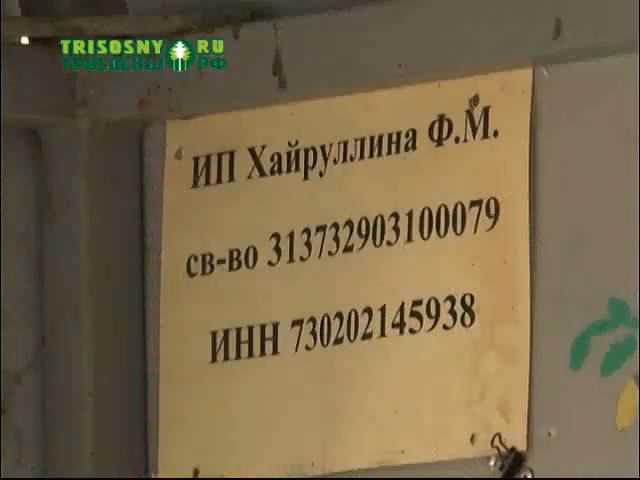 TRISOSNY.RU
ТРИСОСНЫ.РФ
ИП Хайруллина Ф.М.
св-во 313732903100079
ИНН 730202145938